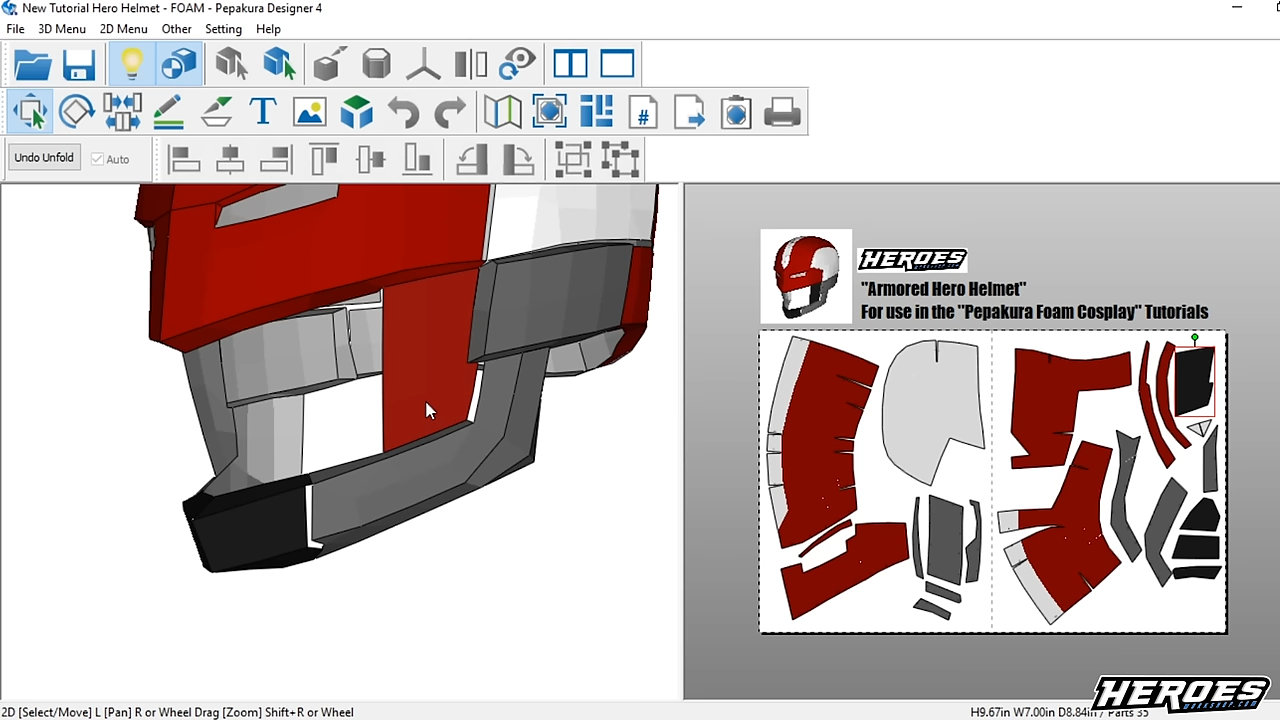 New Tutorial Hero Helmet - FOAM - Pepakura Designer 4
File 3D Menu 2D Menu Other Setting Help
T
#
Undo Unfold Auto
HEROES
"Armored Hero Helmet"
For use in the "Pepakura Foam Cosplay" Tutorials
2D [Select/Move] L [Pan] R or Wheel Drag [Zoom] Shift+R or Wheel
H9.67in W7.00in D8.84in / Parts 35
HEROES
WORKSHOP.COM